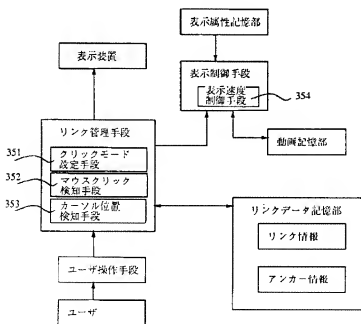 表示属性記憶部
表示装置
表示制御手段
表示速度
制御手段
354
リンク管理手段
351
クリックモード
設定手段
352
マウスクリック
検知手段
353
カーソル位置
検知手段
動画記憶部
リンクデータ記憶部
リンク情報
アンカー情報
ユーザ操作手段
ユーザ